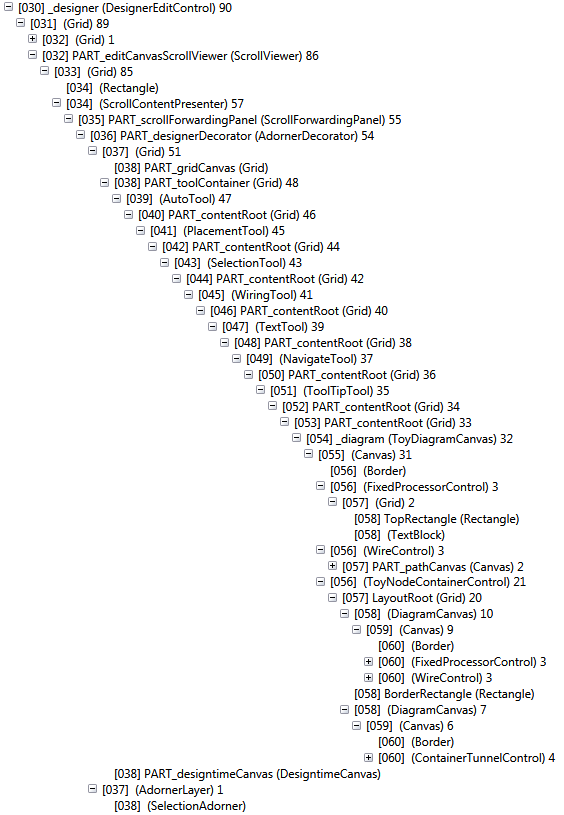 [030] _designer (DesignerEditControl) 90
[031] (Grid) 89
[032] (Grid) 1
[032] PART_editCanvasScrollViewer (ScrollViewer) 86
[033] (Grid) 85
[034] (Rectangle)
[034] (ScrollContentPresenter) 57
[035] PART_scrollForwardingPanel (ScrollForwardingPanel) 55
[036] PART_designerDecorator (AdornerDecorator) 54
[037] (Grid) 51
[038] PART_gridCanvas (Grid)
[038] PART_toolContainer (Grid) 48
[039] (AutoTool) 47
[040] PART_contentRoot (Grid) 46
[041] (PlacementTool) 45
[042] PART_contentRoot (Grid) 44
[043] (SelectionTool) 43
[044] PART_contentRoot (Grid) 42
[045] (WiringTool) 41
[046] PART_contentRoot (Grid) 40
[047] (TextTool) 39
[048] PART_contentRoot (Grid) 38
[049] (NavigateTool) 37
[050] PART_contentRoot (Grid) 36
[051] (ToolTipTool) 35
[052] PART_contentRoot (Grid) 34
[053] PART_contentRoot (Grid) 33
[054] _diagram (ToyDiagramCanvas) 32
[055] (Canvas) 31
[056] (Border)
[056] (FixedProcessorControl) 3
[057] (Grid) 2
[058] TopRectangle (Rectangle)
[058] (TextBlock)
[056] (WireControl) 3
[057] PART_pathCanvas (Canvas) 2
[056] (ToyNodeContainerControl) 21
[057] LayoutRoot (Grid) 20
[058] (DiagramCanvas) 10
[059] (Canvas) 9
[060] (Border)
[060] (FixedProcessorControl) 3
[060] (WireControl) 3
[058] BorderRectangle (Rectangle)
[058] (DiagramCanvas) 7
[059] (Canvas) 6
[060] (Border)
[060] (ContainerTunnelControl) 4
[038] PART_designtimeCanvas (DesigntimeCanvas)
[037] (AdornerLayer) 1
[038] (SelectionAdorner)